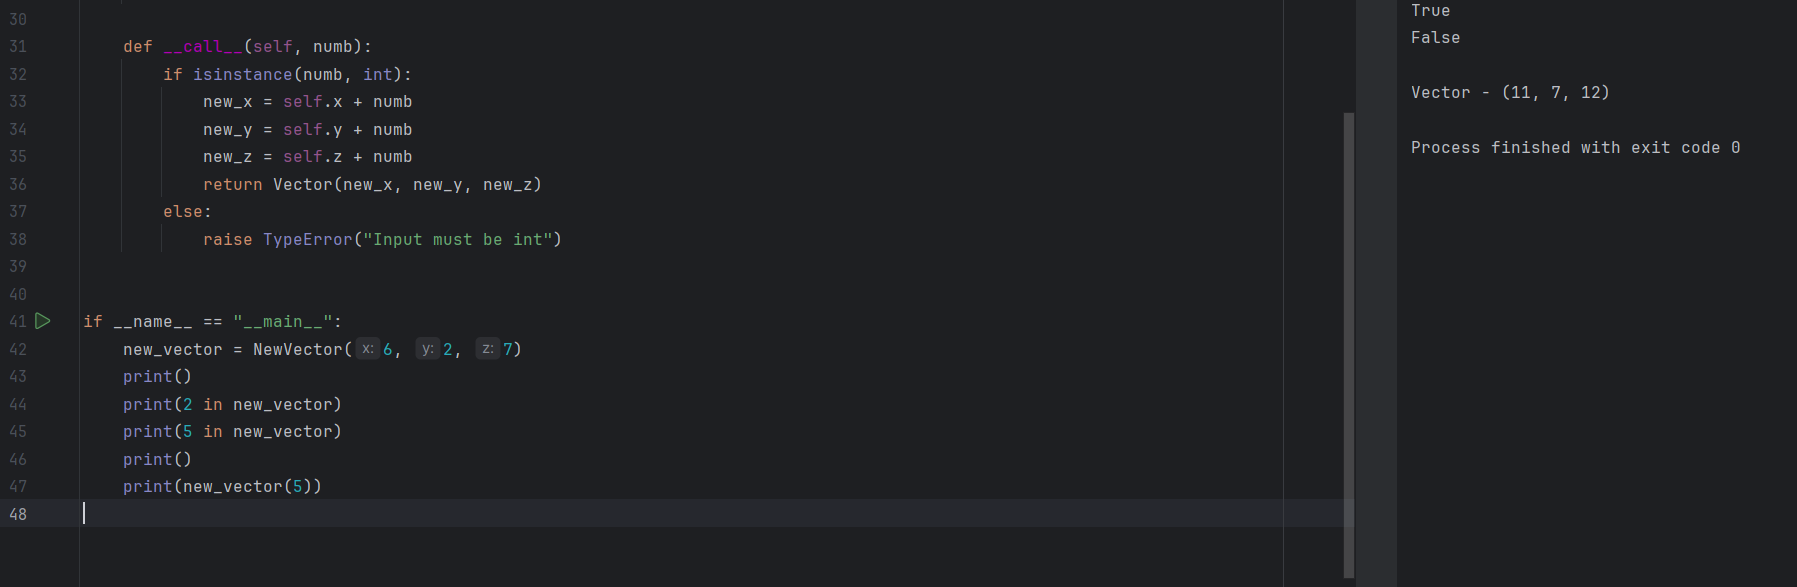 30
31 def __call__(self, numb):
32 if isinstance(numb, int):
33 new_x = self.x + numb
34 new_y = self.y + numb
35 new_z = self.z + numb
36 return Vector(new_x, new_y, new_z)
37 else:
38 raise TypeError("Input must be int")
39
40
41 if __name__ == "__main__":
42 new_vector = NewVector( x: 6, y: 2, z: 7)
43 print()
44 print(2 in new_vector)
45 print(5 in new_vector)
46 print()
47 print(new_vector(5))
48
True
False
Vector - (11, 7, 12)
Process finished with exit code 0